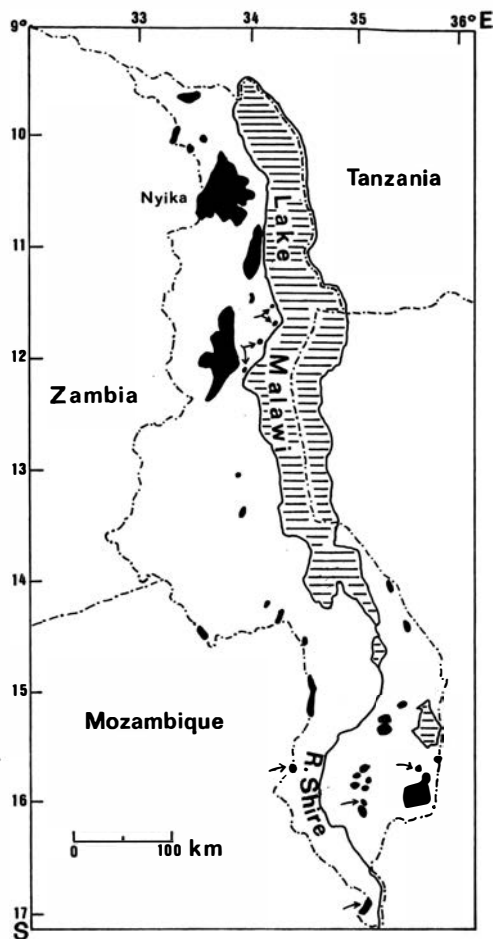 33 34 35 36°E
9°
10
Nyika
Tanzania
11
Lake Malawi
12
Zambia
13
14
15
Mozambique
R. Shire
16
0 100 km
17
S